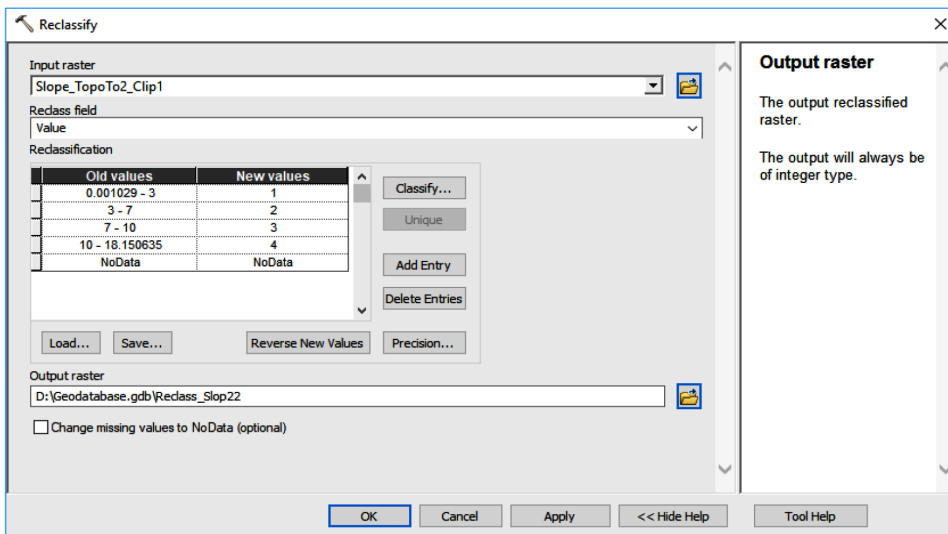 Reclassify
Input raster
Slope_TopoTo2_Clip1
Reclass field
Value
Reclassification
Old values New values
0.001029 - 3 1
3 - 7 2
7 - 10 3
10 - 18.150635 4
NoData NoData
Classify...
Unique
Add Entry
Delete Entries
Load... Save... Reverse New Values Precision...
Output raster
D:\Geodatabase.gdb\Reclass_Slop22
Change missing values to NoData (optional)
Output raster
The output reclassified
raster.
The output will always be
of integer type.
OK Cancel Apply << Hide Help Tool Help